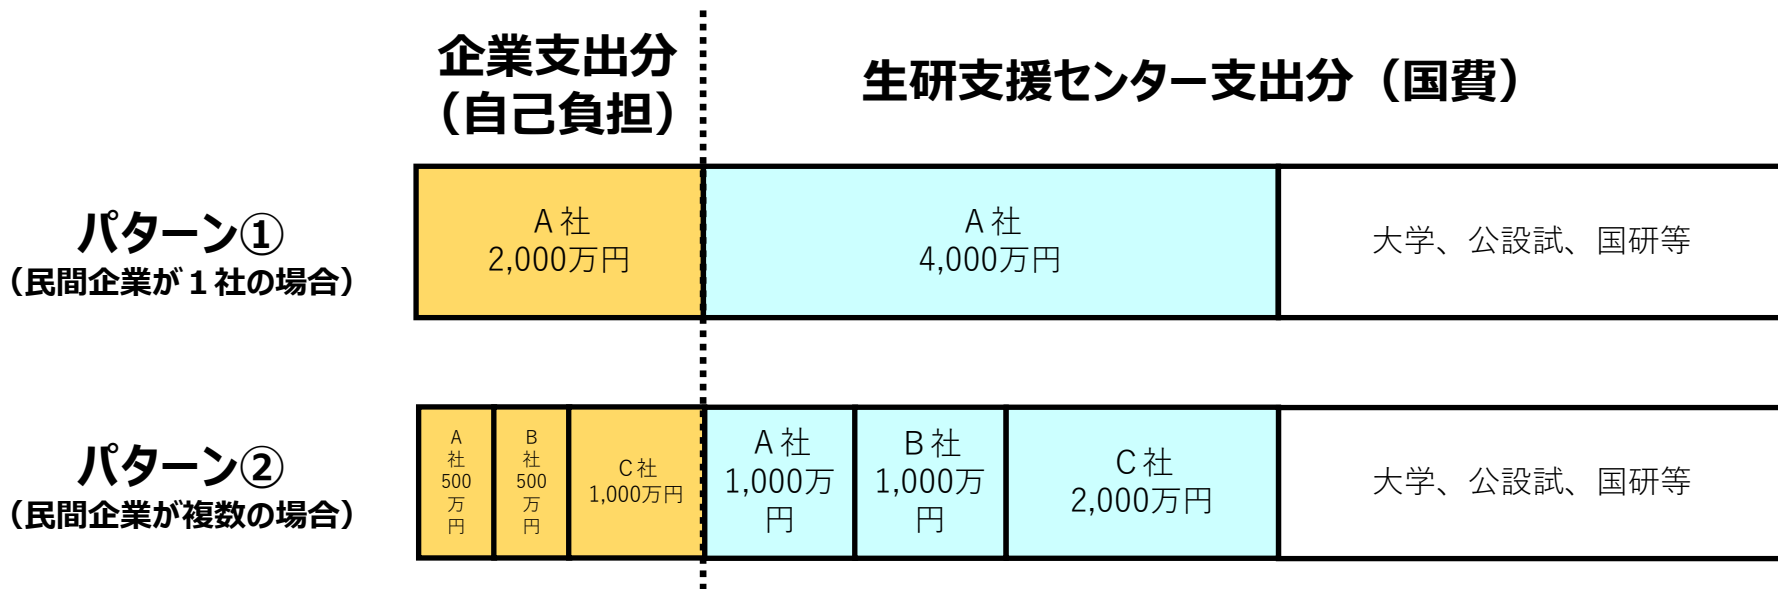 企業支出分
（自己負担）
生研支援センター支出分（国費）
パターン①
（民間企業が１社の場合）
Ａ社
2,000万円
Ａ社
4,000万円
大学、公設試、国研等
パターン②
（民間企業が複数の場合）
Ａ
社
500
万
円
Ｂ
社
500
万
円
Ｃ社
1,000万円
Ａ社
1,000万
円
Ｂ社
1,000万
円
Ｃ社
2,000万円
大学、公設試、国研等